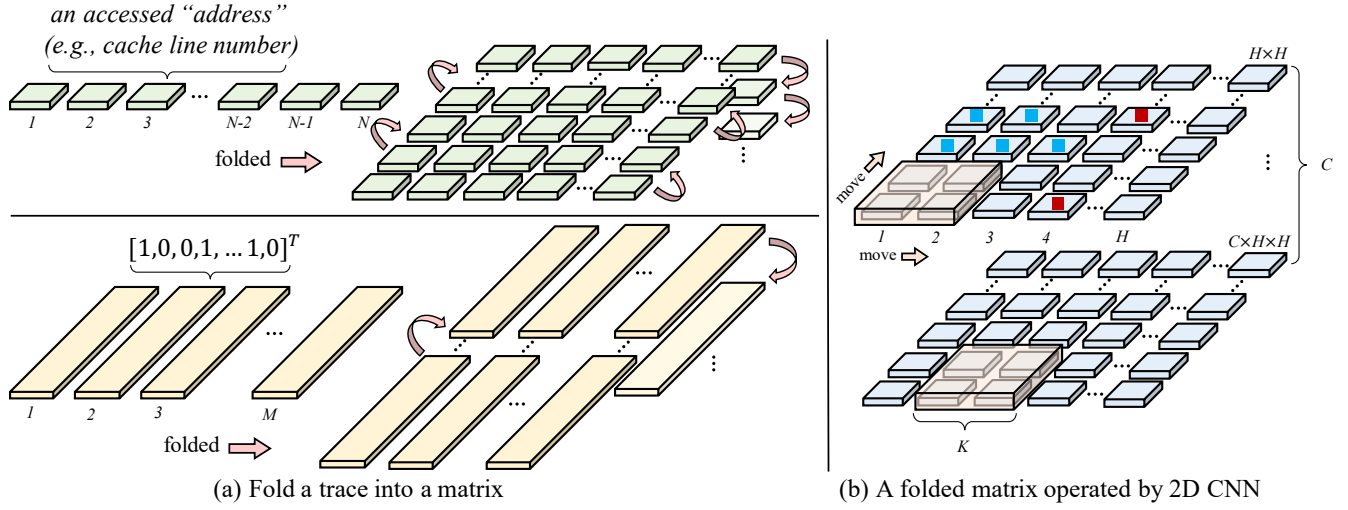 an accessed “address”
(e.g., cache line number)
...
1 2 3 N-2 N-1 N
folded
...
...
...
...
...
⋮
[1,0,0,1, … 1,0]ᵀ
...
1 2 3 M
folded
...
...
⋮
(a) Fold a trace into a matrix
H×H
...
...
...
...
⋮
C
move
1 2 3 4 H
move
C×H×H
...
...
...
...
...
K
(b) A folded matrix operated by 2D CNN